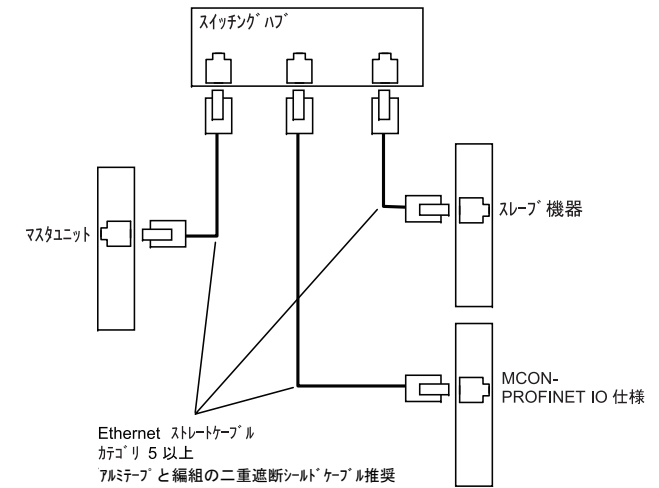 スイッチングハブ
スレーブ機器
マスタユニット
MCON-
PROFINET IO 仕様
Ethernet ストレートケーブル
カテゴリ 5 以上
アルミテープと編組の二重遮断シールドケーブル推奨